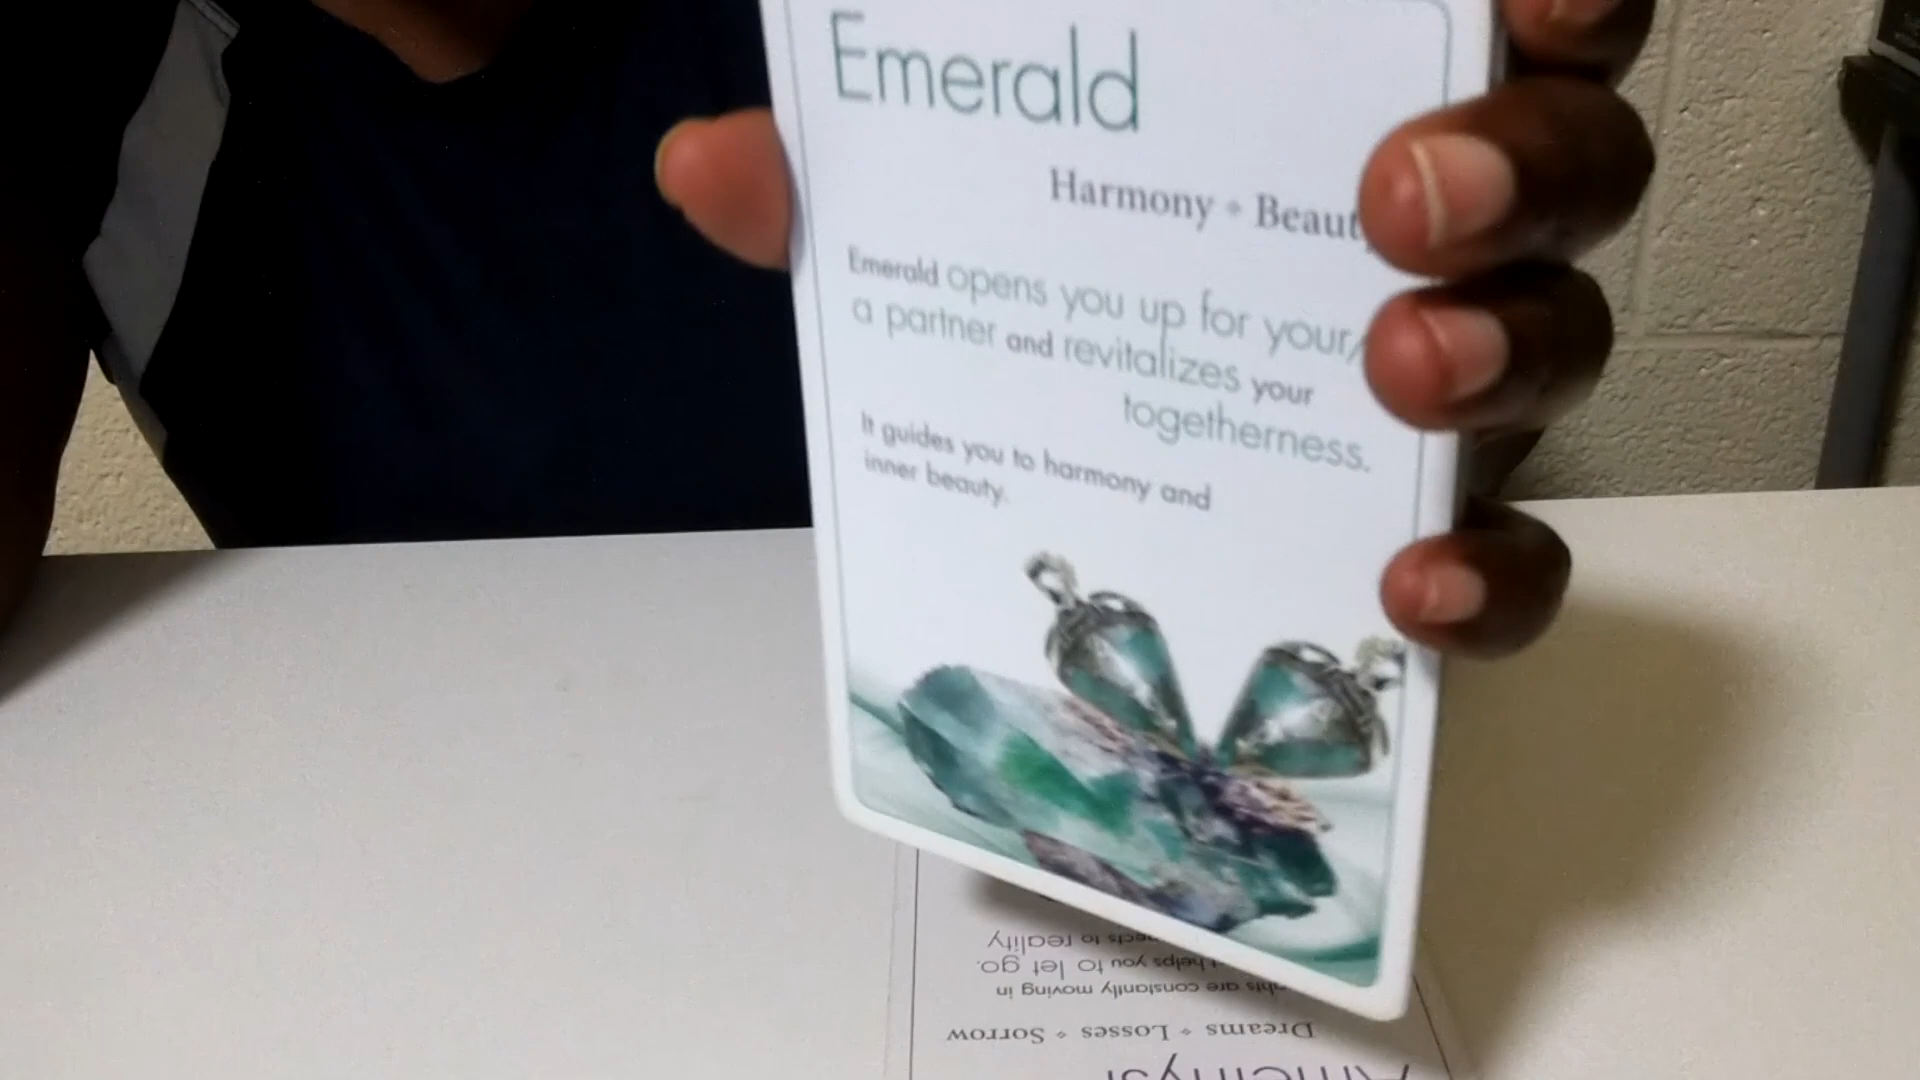 Emerald
Harmony • Beaut
Emerald opens you up for your/
a partner and revitalizes your
togetherness.
It guides you to harmony and
inner beauty.
Dreams • Losses • Sorrow
are constantly moving in
helps you to let go.
to reality